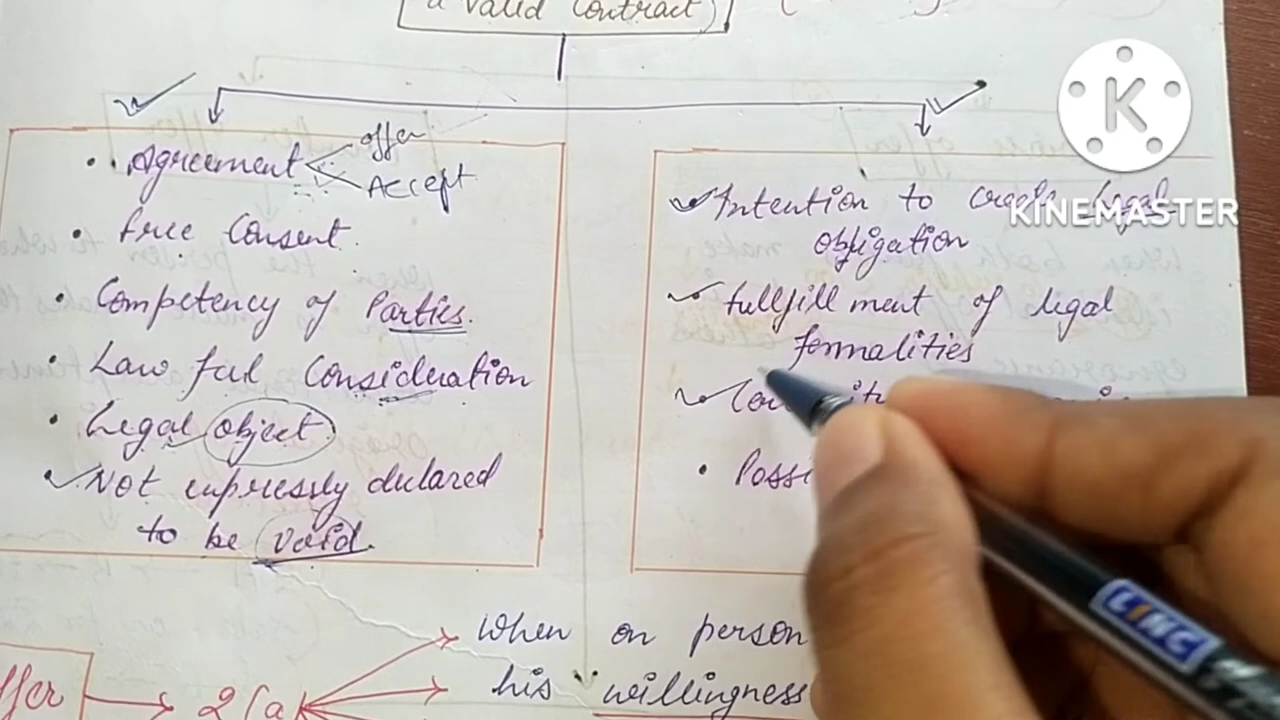 a valid Contract)
Agreement
offer
Accept
free Consent.
Competency of Parties.
Law ful Consideration
Legal object
Not expressly declared
to be void.
Intention to create legal
obligation
fullfill ment of legal
formalities
When on person
his willingness
offer
2(a)
K
KINEMASTER
LINC